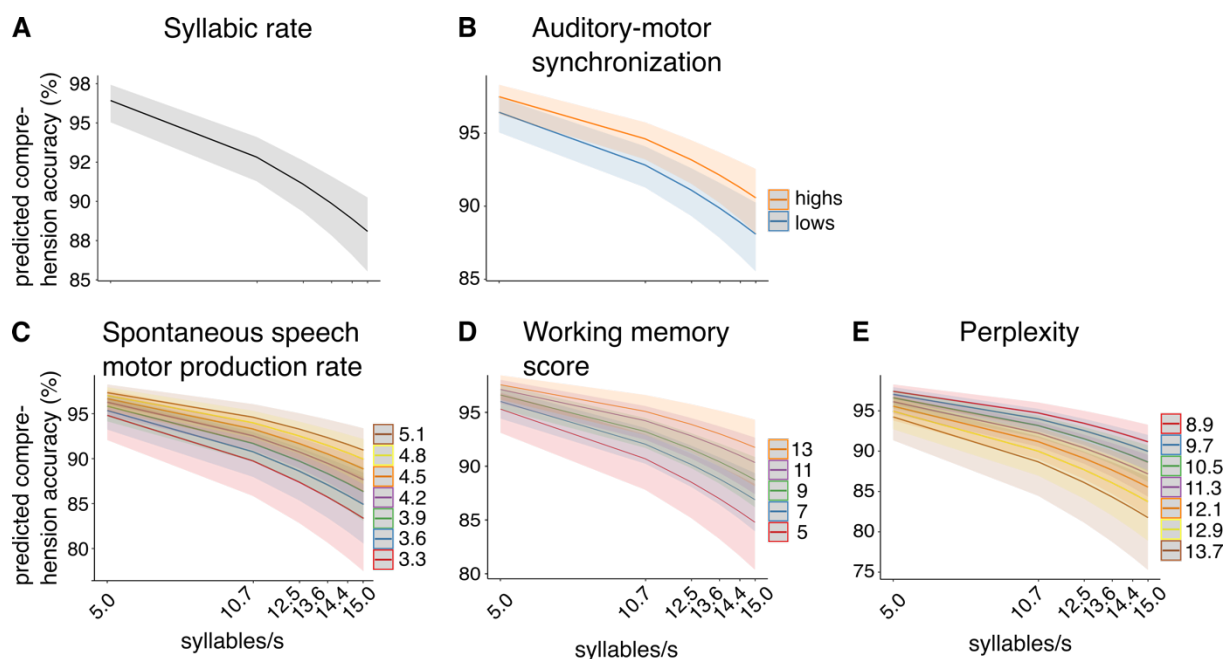 A
Syllabic rate
predicted compre-
hension accuracy (%)
98
95
92
90
88
85
B
Auditory-motor
synchronization
95
90
85
highs
lows
C
Spontaneous speech
motor production rate
predicted compre-
hension accuracy (%)
95
90
85
80
5.1
4.8
4.5
4.2
3.9
3.6
3.3
5.0
10.7
12.5
13.6
14.4
15.0
syllables/s
D
Working memory
score
95
90
85
80
13
11
9
7
5
5.0
10.7
12.5
13.6
14.4
15.0
syllables/s
E
Perplexity
95
90
85
80
75
8.9
9.7
10.5
11.3
12.1
12.9
13.7
5.0
10.7
12.5
13.6
14.4
15.0
syllables/s